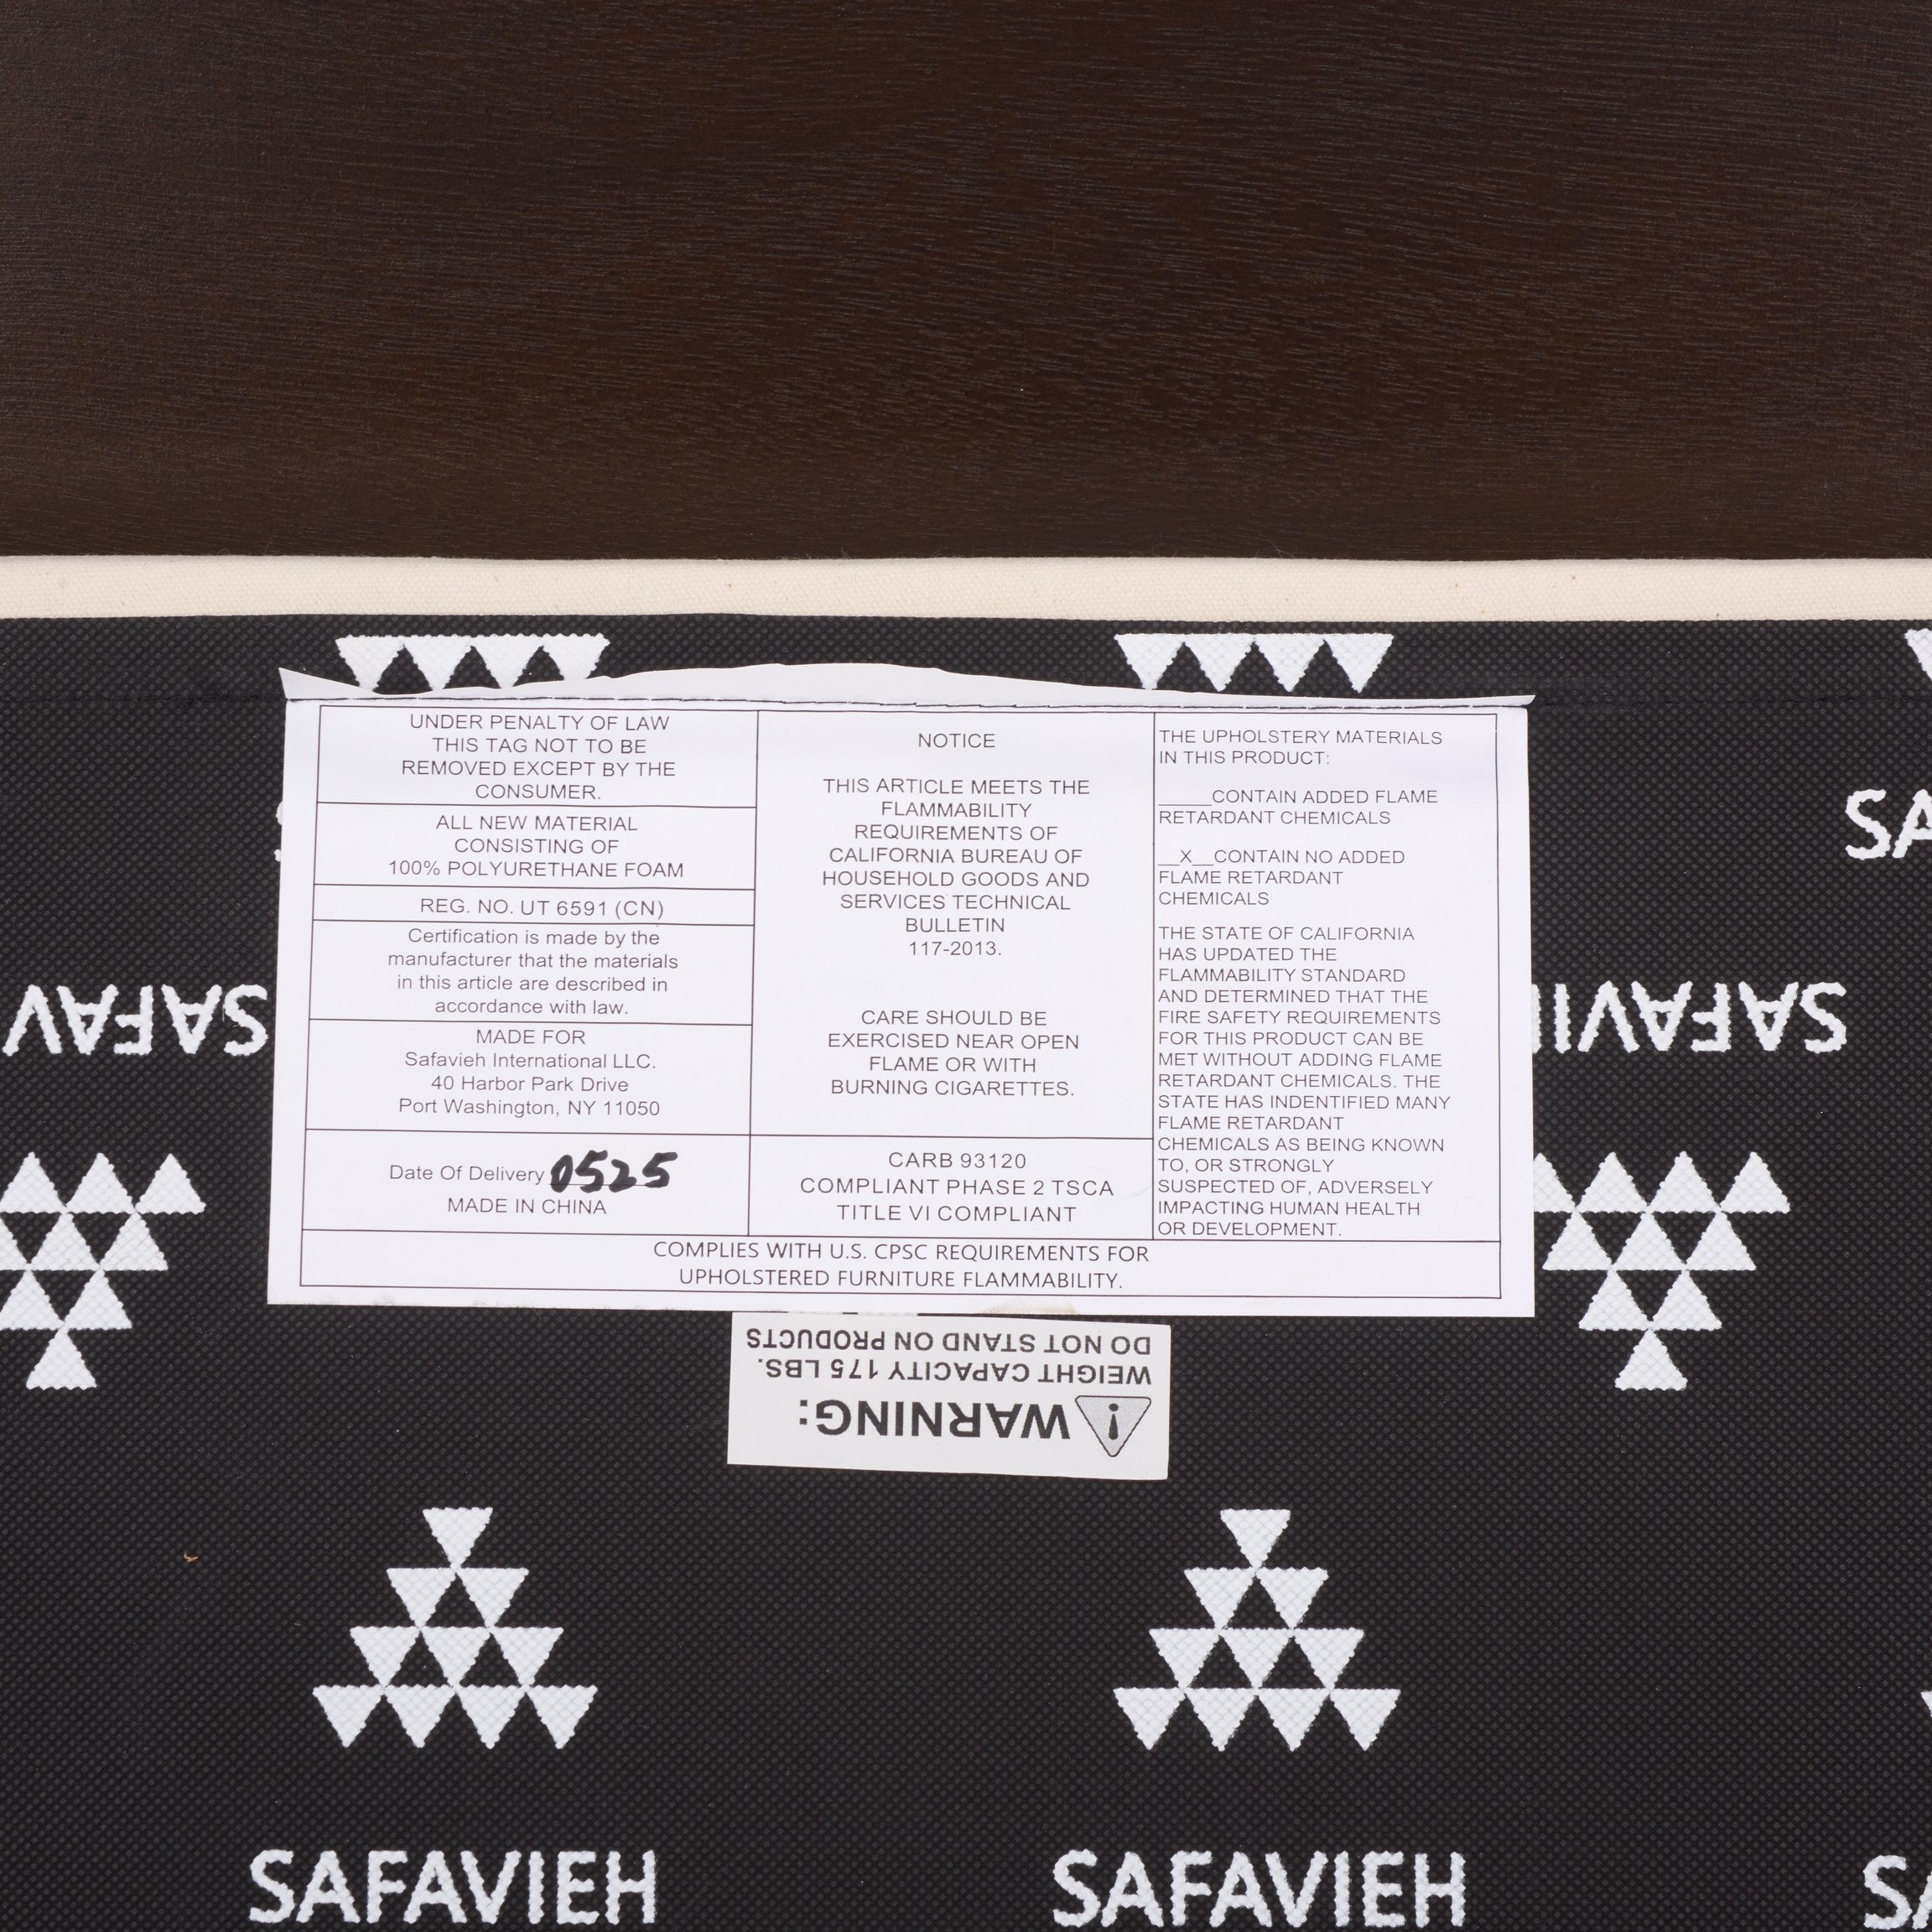 UNDER PENALTY OF LAW
THIS TAG NOT TO BE
REMOVED EXCEPT BY THE
CONSUMER.
ALL NEW MATERIAL
CONSISTING OF
100% POLYURETHANE FOAM
REG. NO. UT 6591 (CN)
Certification is made by the
manufacturer that the materials
in this article are described in
accordance with law.
MADE FOR
Safavieh International LLC.
40 Harbor Park Drive
Port Washington, NY 11050
Date Of Delivery 0525
MADE IN CHINA
NOTICE
THIS ARTICLE MEETS THE
FLAMMABILITY
REQUIREMENTS OF
CALIFORNIA BUREAU OF
HOUSEHOLD GOODS AND
SERVICES TECHNICAL
BULLETIN
117-2013.
CARE SHOULD BE
EXERCISED NEAR OPEN
FLAME OR WITH
BURNING CIGARETTES.
CARB 93120
COMPLIANT PHASE 2 TSCA
TITLE VI COMPLIANT
THE UPHOLSTERY MATERIALS
IN THIS PRODUCT:
_____CONTAIN ADDED FLAME
RETARDANT CHEMICALS
__X__CONTAIN NO ADDED
FLAME RETARDANT
CHEMICALS
THE STATE OF CALIFORNIA
HAS UPDATED THE
FLAMMABILITY STANDARD
AND DETERMINED THAT THE
FIRE SAFETY REQUIREMENTS
FOR THIS PRODUCT CAN BE
MET WITHOUT ADDING FLAME
RETARDANT CHEMICALS. THE
STATE HAS INDENTIFIED MANY
FLAME RETARDANT
CHEMICALS AS BEING KNOWN
TO, OR STRONGLY
SUSPECTED OF, ADVERSELY
IMPACTING HUMAN HEALTH
OR DEVELOPMENT.
COMPLIES WITH U.S. CPSC REQUIREMENTS FOR
UPHOLSTERED FURNITURE FLAMMABILITY.
WARNING:
WEIGHT CAPACITY 175 LBS.
DO NOT STAND ON PRODUCTS
SA
SAFAV
SAFAVI
SAFAVIEH
SAFAVIEH
SA